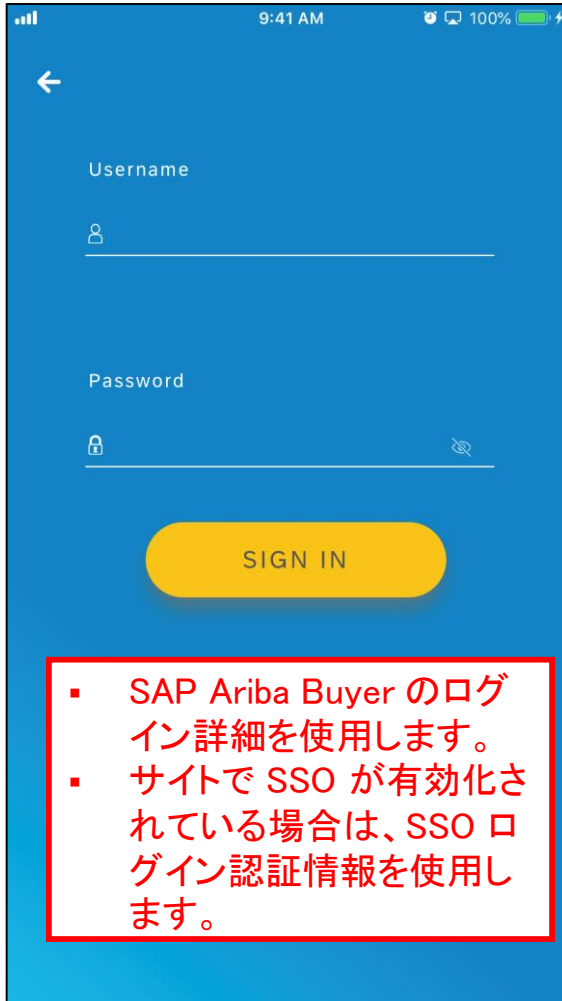 9:41 AM 100%
Username
Password
SIGN IN
▪ SAP Ariba Buyer のログ
イン詳細を使用します。
▪ サイトで SSO が有効化さ
れている場合は、SSO ロ
グイン認証情報を使用し
ます。